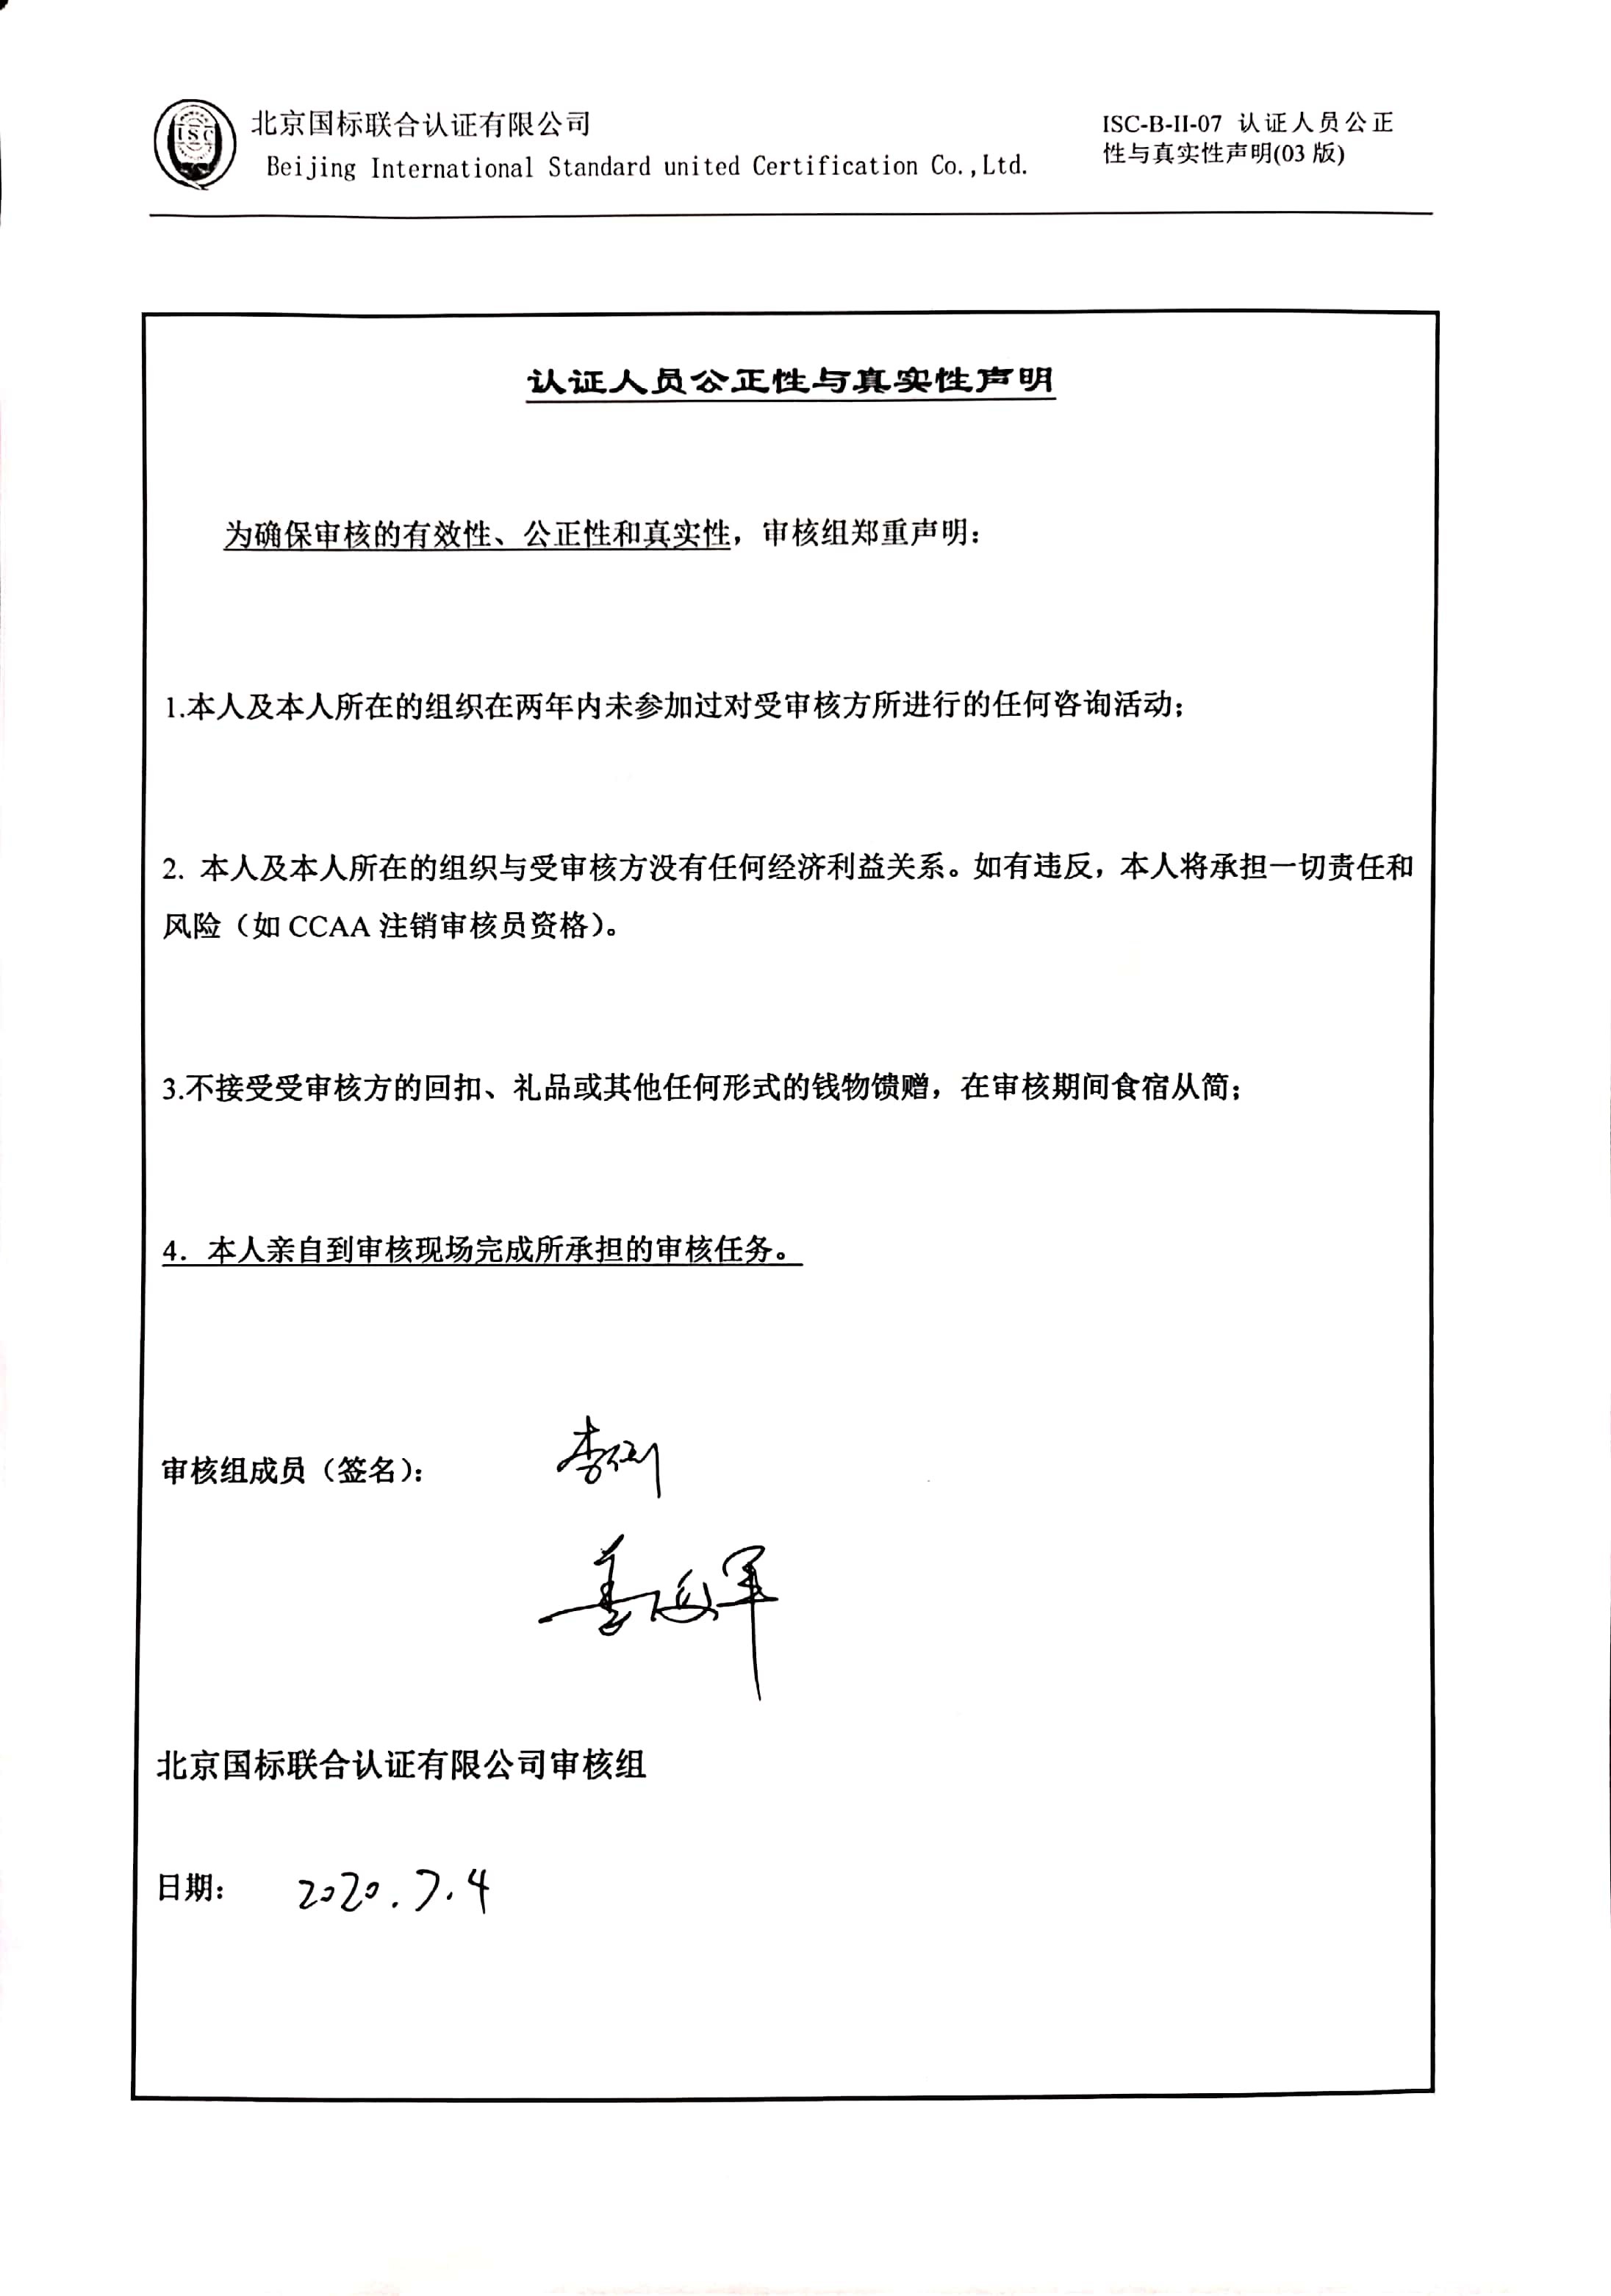 ISC
北京国标联合认证有限公司
Beijing International Standard united Certification Co.,Ltd.
ISC-B-II-07 认证人员公正
性与真实性声明(03 版)
认证人员公正性与真实性声明
为确保审核的有效性、公正性和真实性，审核组郑重声明：
1.本人及本人所在的组织在两年内未参加过对受审核方所进行的任何咨询活动；
2. 本人及本人所在的组织与受审核方没有任何经济利益关系。如有违反，本人将承担一切责任和
风险（如 CCAA 注销审核员资格）。
3.不接受受审核方的回扣、礼品或其他任何形式的钱物馈赠，在审核期间食宿从简；
4. 本人亲自到审核现场完成所承担的审核任务。
审核组成员（签名）：
姜海军
北京国标联合认证有限公司审核组
日期： 2020.7.4